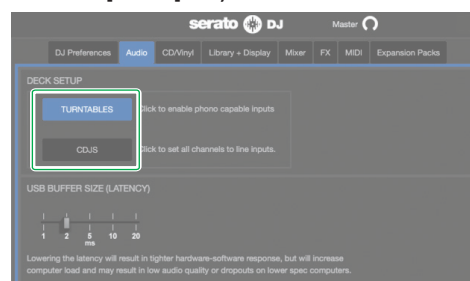 serato DJ Master
DJ Preferences Audio CD/Vinyl Library + Display Mixer FX MIDI Expansion Packs
DECK SETUP
TURNTABLES Click to enable phono capable inputs
CDJS Click to set all channels to line inputs.
USB BUFFER SIZE (LATENCY)
1 2 5 10 20
ms
Lowering the latency will result in tighter hardware-software response, but will increase
computer load and may result in low audio quality or dropouts on lower spec computers.